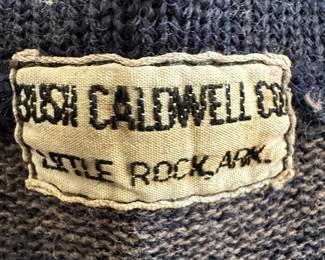 BUSH CALDWELL CO.
LITTLE ROCK, ARK.